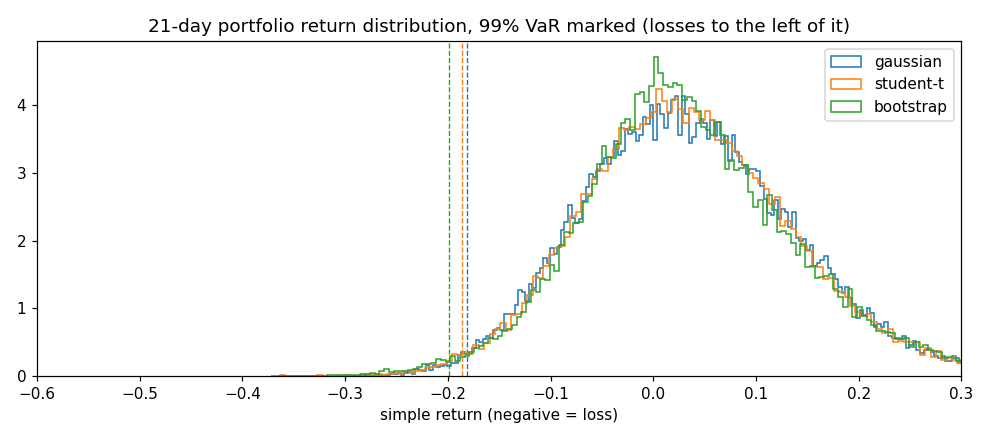 21-day portfolio return distribution, 99% VaR marked (losses to the left of it)
gaussian
student-t
bootstrap
4
3
2
1
0
−0.6 −0.5 −0.4 −0.3 −0.2 −0.1 0.0 0.1 0.2 0.3
simple return (negative = loss)